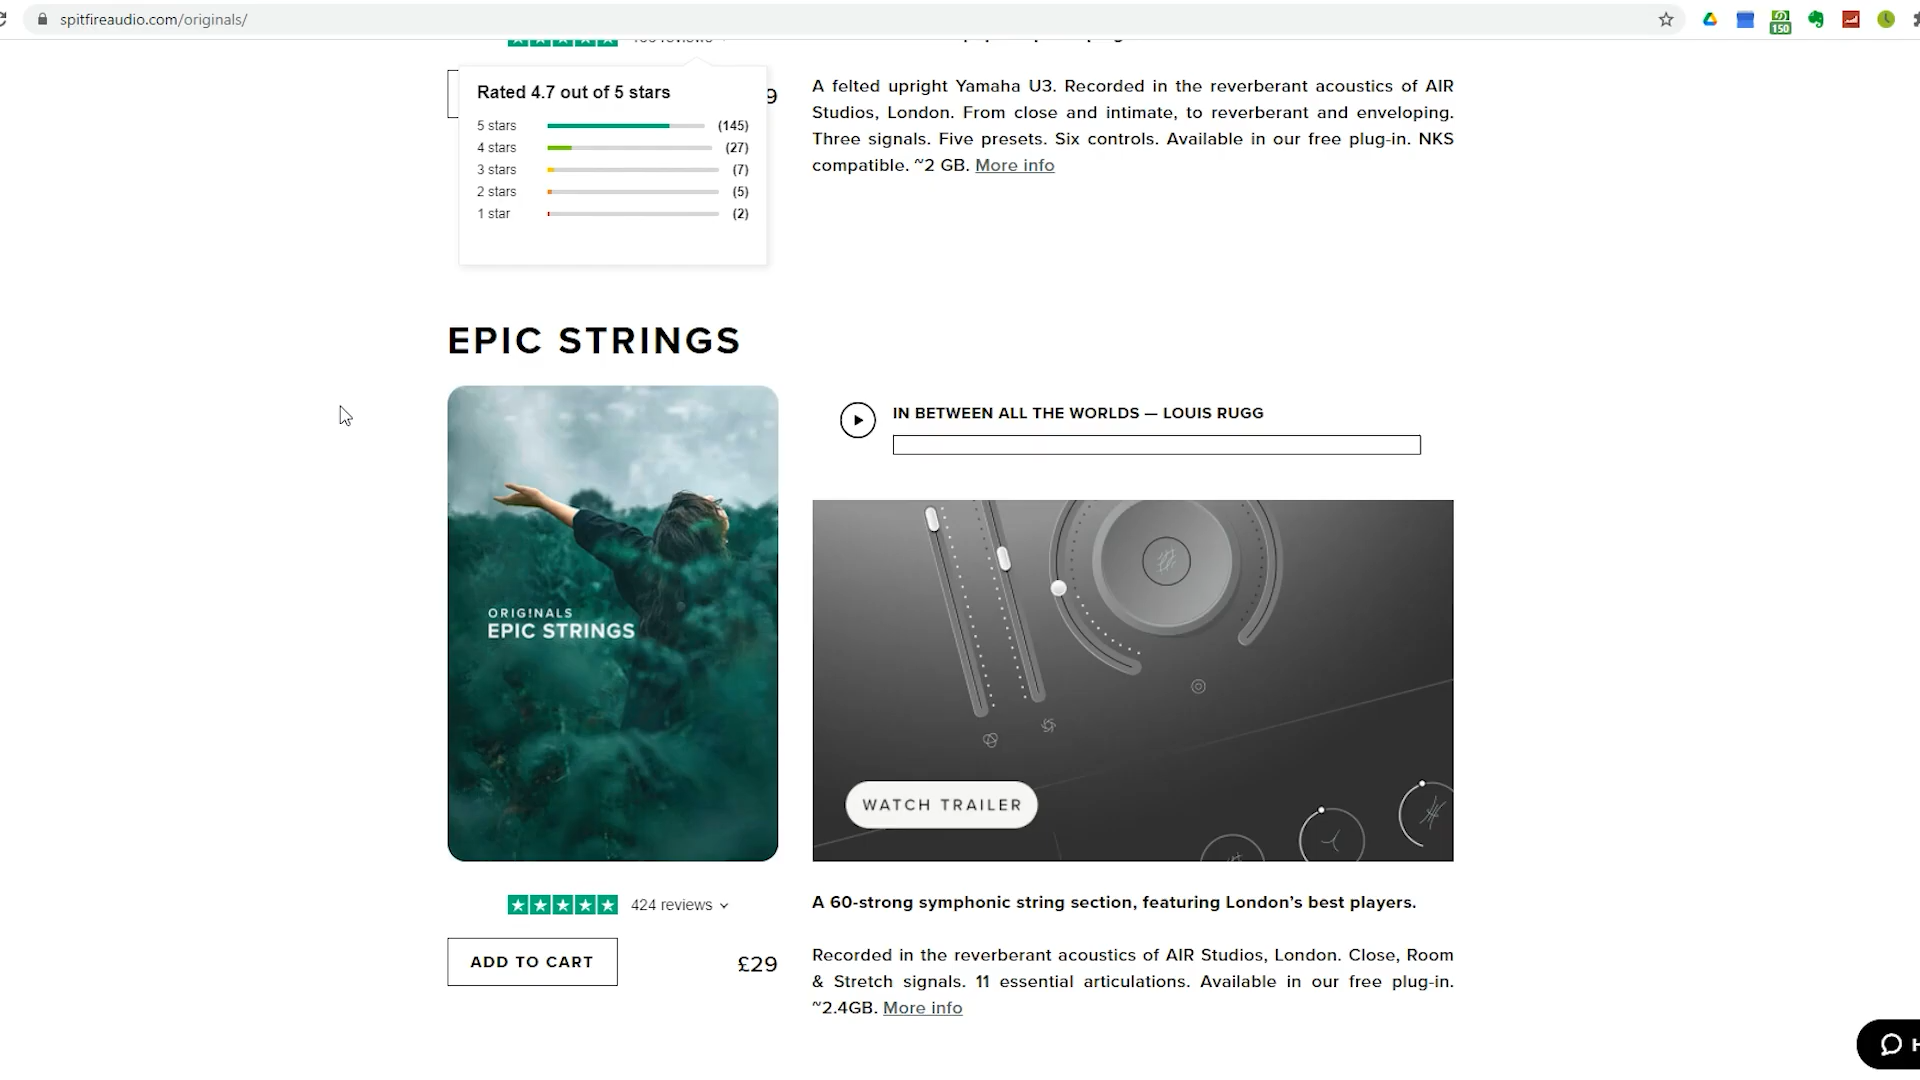 spitfireaudio.com/originals/
150
Rated 4.7 out of 5 stars
5 stars (145)
4 stars (27)
3 stars (7)
2 stars (5)
1 star (2)
9
A felted upright Yamaha U3. Recorded in the reverberant acoustics of AIR
Studios, London. From close and intimate, to reverberant and enveloping.
Three signals. Five presets. Six controls. Available in our free plug-in. NKS
compatible. ~2 GB. More info
EPIC STRINGS
IN BETWEEN ALL THE WORLDS — LOUIS RUGG
ORIG!NALS
EPIC STRINGS
WATCH TRAILER
424 reviews
A 60-strong symphonic string section, featuring London's best players.
ADD TO CART
£29
Recorded in the reverberant acoustics of AIR Studios, London. Close, Room
& Stretch signals. 11 essential articulations. Available in our free plug-in.
~2.4GB. More info
H